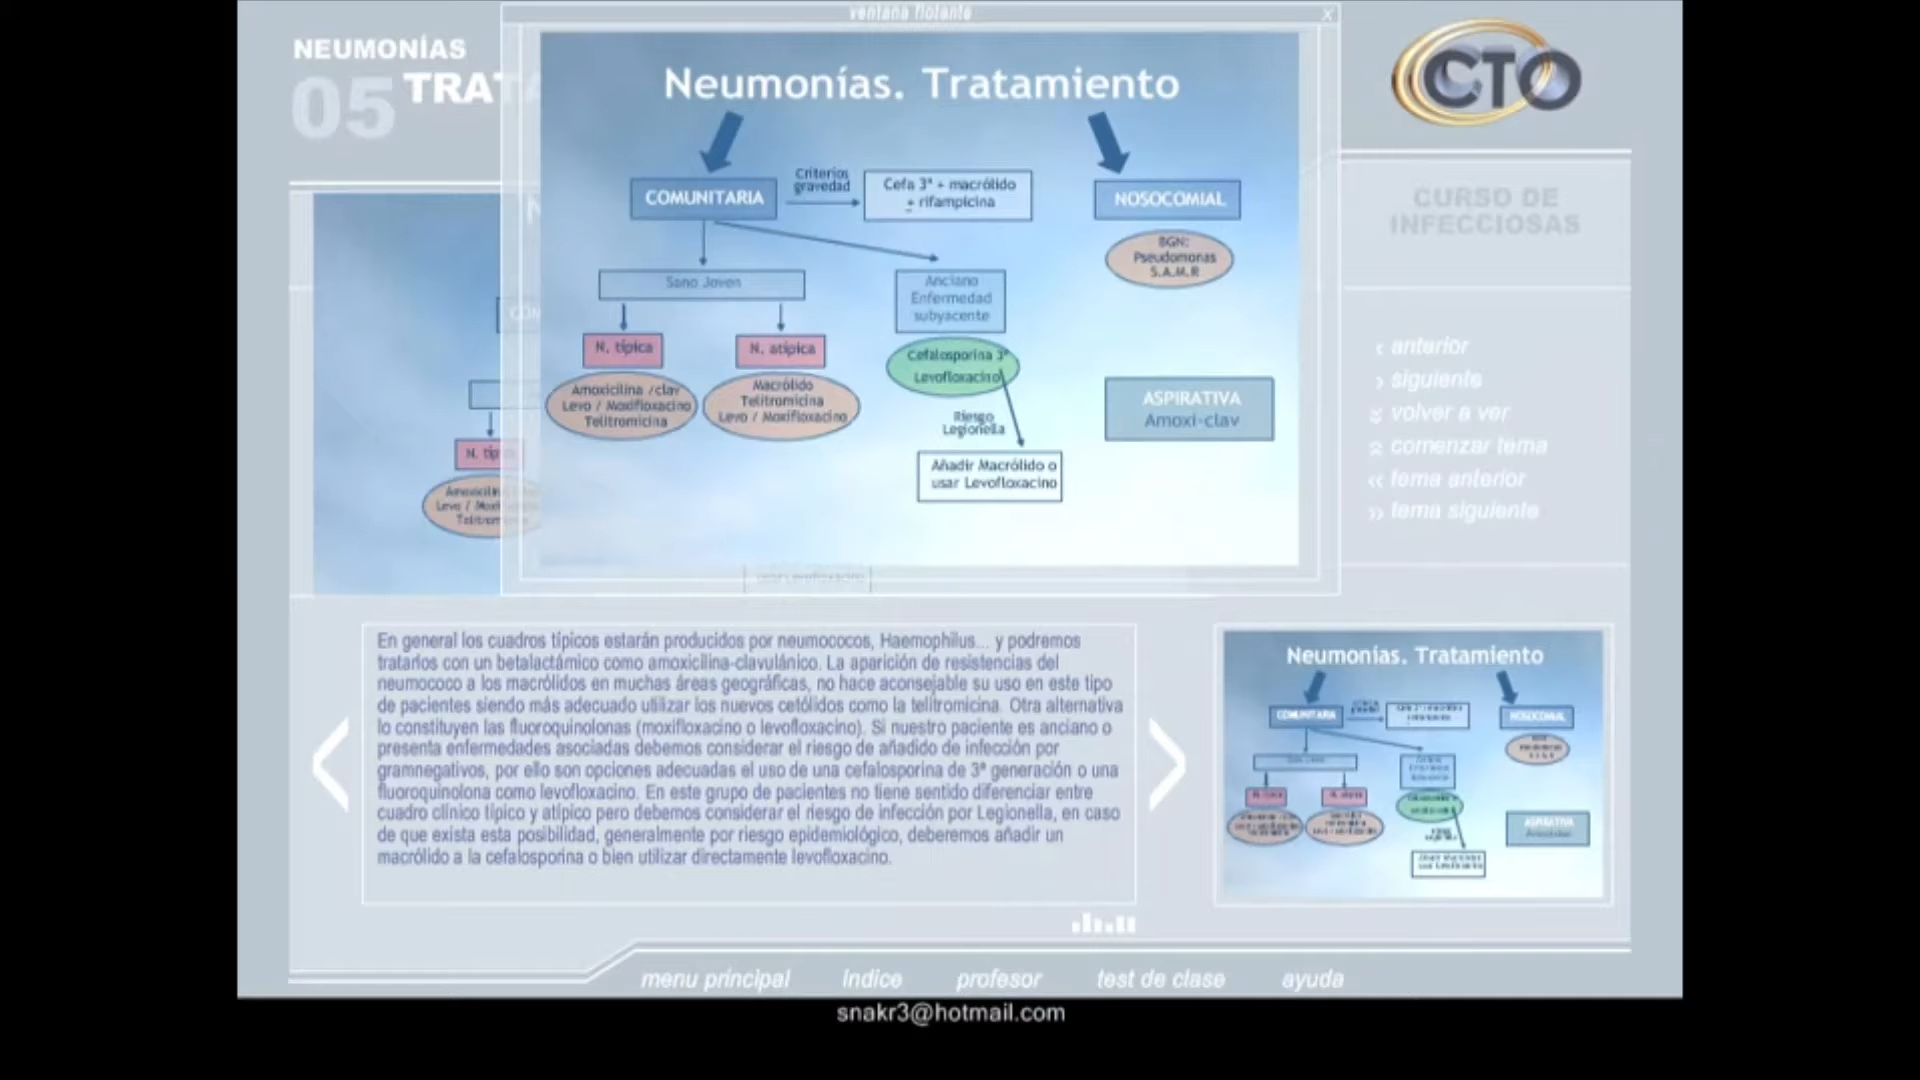 ventana flotante
X
NEUMONÍAS
05 TRAT
CTO
Neumonías. Tratamiento
COMUNITARIA
Criterios
gravedad
Cefa 3ª + macrólido
+ rifampicina
NOSOCOMIAL
BGN:
Pseudomonas
S.A.M.R
Sano Joven
Anciano
Enfermedad
subyacente
N. típica
N. atípica
Cefalosporina 3ª
Levofloxacino
Amoxicilina /clav
Levo / Moxifloxacino
Telitromicina
Macrólido
Telitromicina
Levo / Moxifloxacino
Riesgo
Legionella
Añadir Macrólido o
usar Levofloxacino
ASPIRATIVA
Amoxi-clav
CURSO DE
INFECCIOSAS
‹ anterior
› siguiente
volver a ver
comenzar tema
‹‹ tema anterior
›› tema siguiente
En general los cuadros típicos estarán producidos por neumococos, Haemophilus... y podremos
tratarlos con un betalactámico como amoxicilina-clavulánico. La aparición de resistencias del
neumococo a los macrólidos en muchas áreas geográficas, no hace aconsejable su uso en este tipo
de pacientes siendo más adecuado utilizar los nuevos cetólidos como la telitromicina. Otra alternativa
lo constituyen las fluoroquinolonas (moxifloxacino o levofloxacino). Si nuestro paciente es anciano o
presenta enfermedades asociadas debemos considerar el riesgo de añadido de infección por
gramnegativos, por ello son opciones adecuadas el uso de una cefalosporina de 3ª generación o una
fluoroquinolona como levofloxacino. En este grupo de pacientes no tiene sentido diferenciar entre
cuadro clínico típico y atípico pero debemos considerar el riesgo de infección por Legionella, en caso
de que exista esta posibilidad, generalmente por riesgo epidemiológico, deberemos añadir un
macrólido a la cefalosporina o bien utilizar directamente levofloxacino.
Neumonías. Tratamiento
COMUNITARIA
NOSOCOMIAL
ASPIRATIVA
menu principal
índice
profesor
test de clase
ayuda
snakr3@hotmail.com